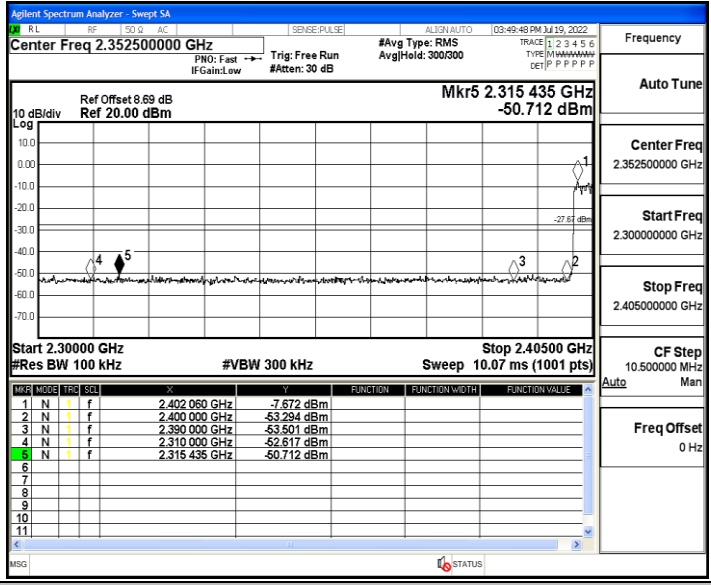 Agilent Spectrum Analyzer - Swept SA
RL RF 50 Ω AC SENSE:PULSE ALIGN AUTO 03:49:48 PM Jul 19, 2022
Center Freq 2.352500000 GHz
PNO: Fast
IFGain:Low
Trig: Free Run
#Atten: 30 dB
#Avg Type: RMS
Avg|Hold: 300/300
TRACE 1 2 3 4 5 6
TYPE M WWWWW
DET P P P P P P
Frequency
Auto Tune
Center Freq
2.352500000 GHz
Start Freq
2.300000000 GHz
Stop Freq
2.405000000 GHz
CF Step
10.500000 MHz
Auto Man
Freq Offset
0 Hz
Mkr5 2.315 435 GHz
-50.712 dBm
Ref Offset 8.69 dB
10 dB/div Ref 20.00 dBm
Log
10.0
0.00
-10.0
-20.0
-30.0
-40.0
-50.0
-60.0
-70.0
1
-27.67 dBm
4 5 3 2
Start 2.30000 GHz Stop 2.40500 GHz
#Res BW 100 kHz #VBW 300 kHz Sweep 10.07 ms (1001 pts)
MKR MODE TRC SCL X Y FUNCTION FUNCTION WIDTH FUNCTION VALUE
1 N 1 f 2.402 060 GHz -7.672 dBm
2 N 1 f 2.400 000 GHz -53.294 dBm
3 N 1 f 2.390 000 GHz -53.501 dBm
4 N 1 f 2.310 000 GHz -52.617 dBm
5 N 1 f 2.315 435 GHz -50.712 dBm
6
7
8
9
10
11
MSG STATUS